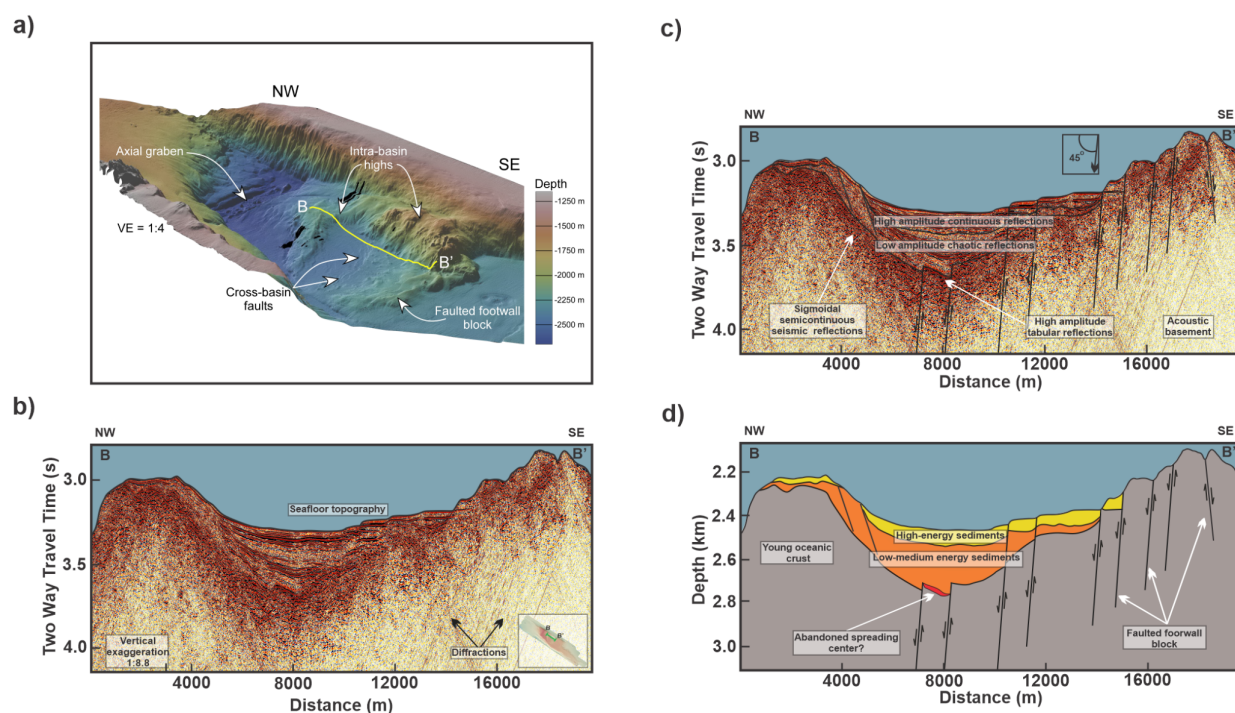 a)
NW
SE
Axial graben
Intra-basin
highs
Depth
-1250 m
-1500 m
-1750 m
-2000 m
-2250 m
-2500 m
B
B'
VE = 1:4
Cross-basin
faults
Faulted footwall
block
b)
NW
SE
B
B'
Two Way Travel Time (s)
3.0
3.5
4.0
Seafloor topography
Vertical
exaggeration
1:8.8
Diffractions
B
B'
4000
8000
12000
16000
Distance (m)
c)
NW
SE
B
B'
45°
Two Way Travel Time (s)
3.0
3.5
4.0
High amplitude continuous reflections
Low amplitude chaotic reflections
Sigmoidal
semicontinuous
seismic reflections
High amplitude
tabular reflections
Acoustic
basement
4000
8000
12000
16000
Distance (m)
d)
NW
SE
B
B'
Depth (km)
2.2
2.4
2.6
2.8
3.0
High-energy sediments
Low-medium energy sediments
Young oceanic
crust
Abandoned spreading
center?
Faulted foorwall
block
4000
8000
12000
16000
Distance (m)